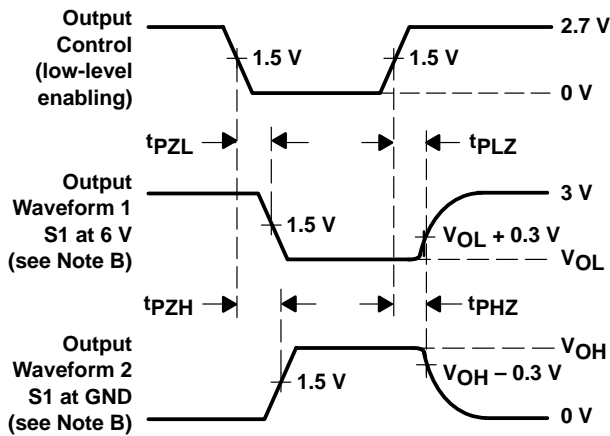 Output
Control
(low-level
enabling)
1.5 V
1.5 V
2.7 V
0 V
tPZL
tPLZ
Output
Waveform 1
S1 at 6 V
(see Note B)
1.5 V
3 V
VOL + 0.3 V
VOL
tPZH
tPHZ
Output
Waveform 2
S1 at GND
(see Note B)
1.5 V
VOH
VOH − 0.3 V
0 V